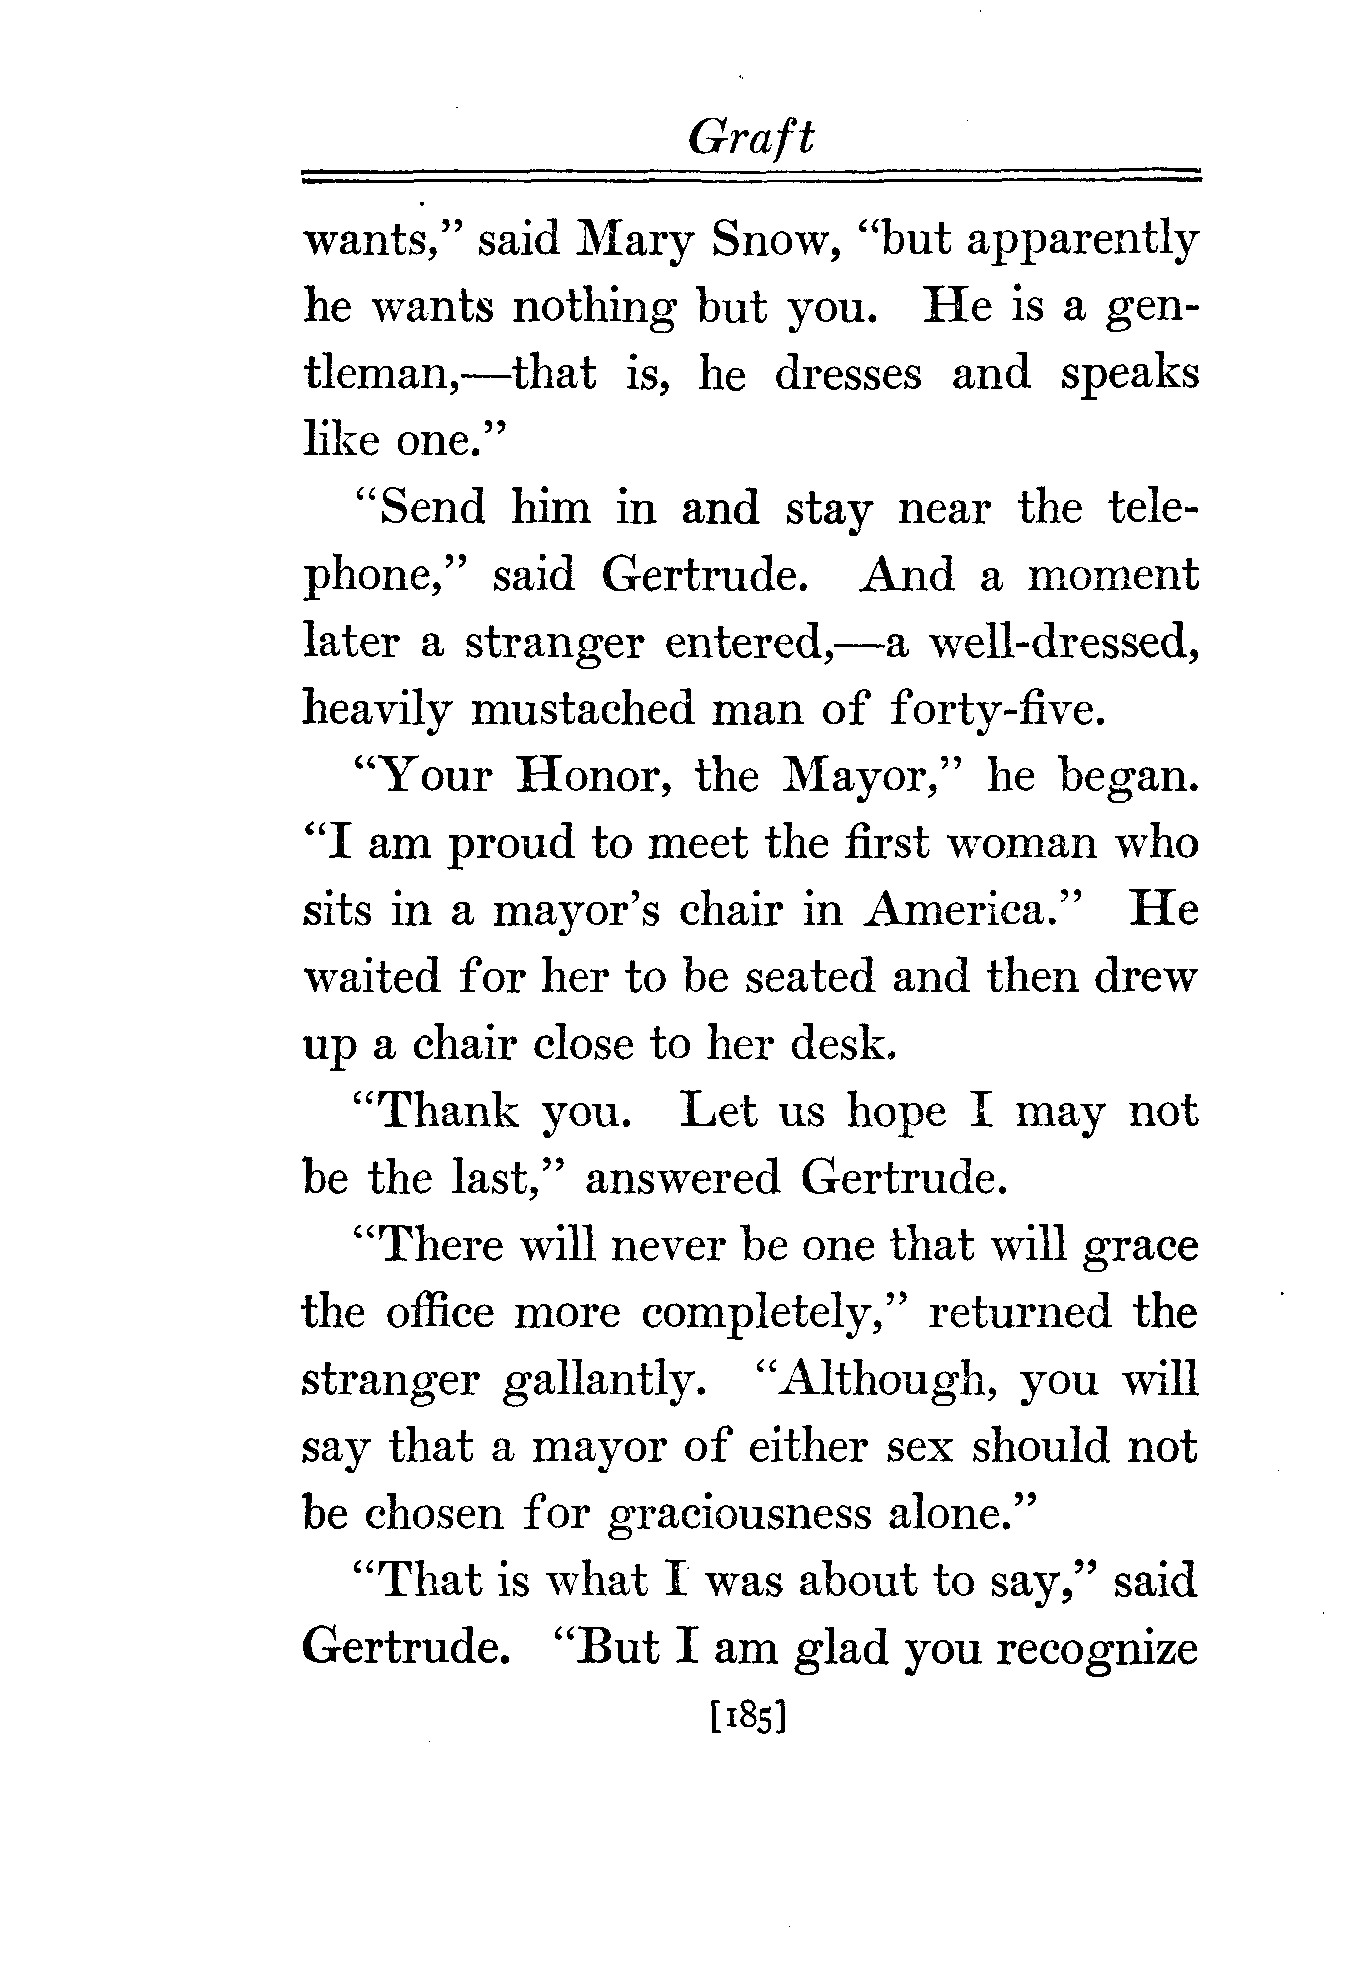 Graft
wants,” said Mary Snow, “but apparently
he wants nothing but you. He is a gen-
tleman,—that is, he dresses and speaks
like one.”
“Send him in and stay near the tele-
phone,” said Gertrude. And a moment
later a stranger entered,—a well-dressed,
heavily mustached man of forty-five.
“Your Honor, the Mayor,” he began.
“I am proud to meet the first woman who
sits in a mayor’s chair in America.” He
waited for her to be seated and then drew
up a chair close to her desk.
“Thank you. Let us hope I may not
be the last,” answered Gertrude.
“There will never be one that will grace
the office more completely,” returned the
stranger gallantly. “Although, you will
say that a mayor of either sex should not
be chosen for graciousness alone.”
“That is what I was about to say,” said
Gertrude. “But I am glad you recognize
[185]